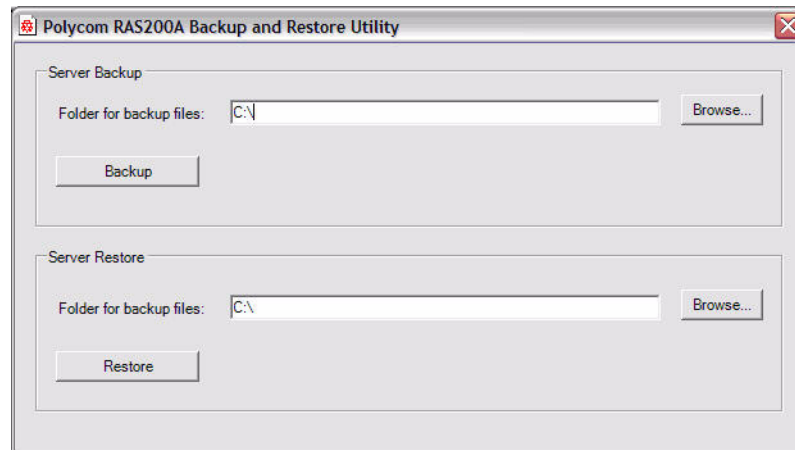 Polycom RAS200A Backup and Restore Utility
Server Backup
Folder for backup files: C:\ Browse...
Backup
Server Restore
Folder for backup files: C:\ Browse...
Restore